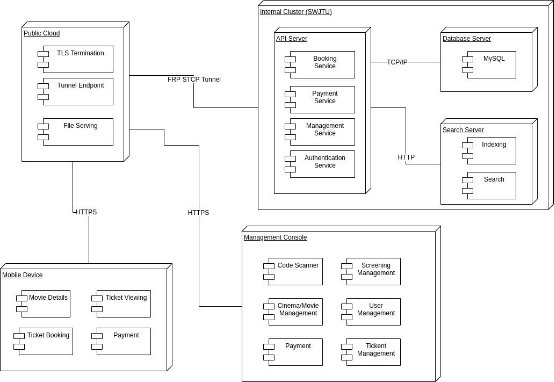 Public Cloud
TLS Termination
Tunnel Endpoint
File Serving
FRP STCP Tunnel
Internal Cluster (SWJTU)
API Server
Booking
Service
Payment
Service
Management
Service
Authentication
Service
TCP/IP
HTTP
Database Server
MySQL
Search Server
Indexing
Search
HTTPS
HTTPS
Mobile Device
Movie Details
Ticket Viewing
Ticket Booking
Payment
Management Console
Code Scanner
Screening
Management
Cinema/Movie
Management
User
Management
Payment
Tickent
Management